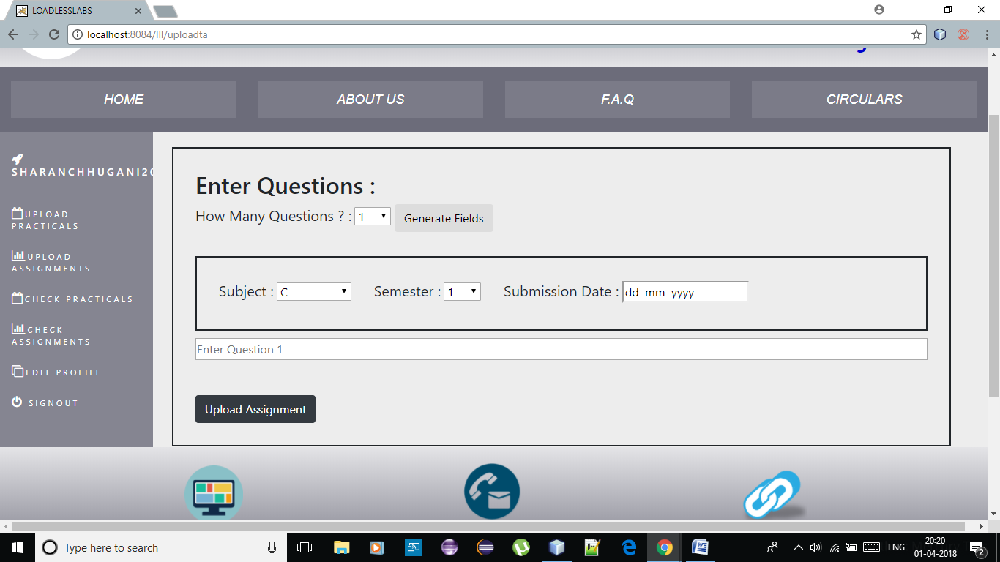 LOADLESSLABS
localhost:8084/lll/uploadta
HOME ABOUT US F.A.Q CIRCULARS
SHARANCHHUGANI20
UPLOAD
PRACTICALS
UPLOAD
ASSIGNMENTS
CHECK PRACTICALS
CHECK
ASSIGNMENTS
EDIT PROFILE
SIGNOUT
Enter Questions :
How Many Questions ? : 1 Generate Fields
Subject : C Semester : 1 Submission Date : dd-mm-yyyy
Enter Question 1
Upload Assignment
Type here to search
ENG
20:20
01-04-2018
2